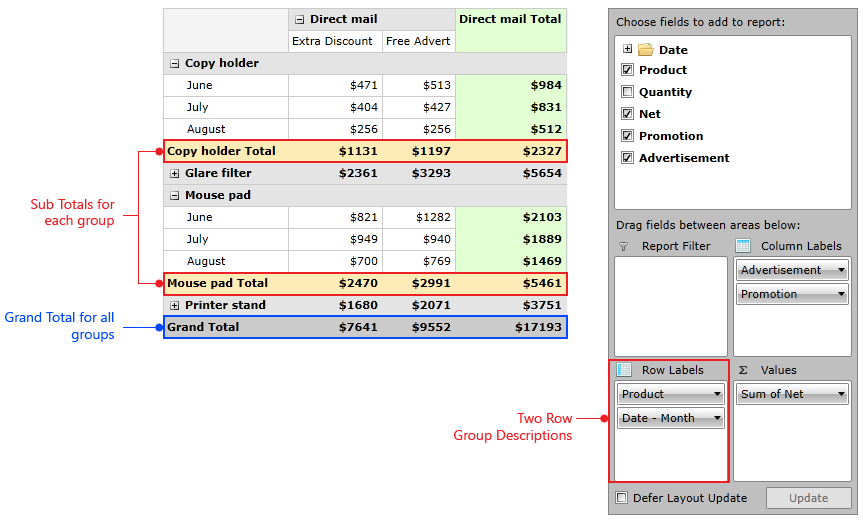 Direct mail Direct mail Total
Extra Discount Free Advert
Copy holder
June $471 $513 $984
July $404 $427 $831
August $256 $256 $512
Copy holder Total $1131 $1197 $2327
Glare filter $2361 $3293 $5654
Mouse pad
June $821 $1282 $2103
July $949 $940 $1889
August $700 $769 $1469
Mouse pad Total $2470 $2991 $5461
Printer stand $1680 $2071 $3751
Grand Total $7641 $9552 $17193
Sub Totals for
each group
Grand Total for all
groups
Choose fields to add to report:
Date
Product
Quantity
Net
Promotion
Advertisement
Drag fields between areas below:
Report Filter Column Labels
Advertisement
Promotion
Row Labels Σ Values
Product Sum of Net
Date - Month
Two Row
Group Descriptions
Defer Layout Update Update